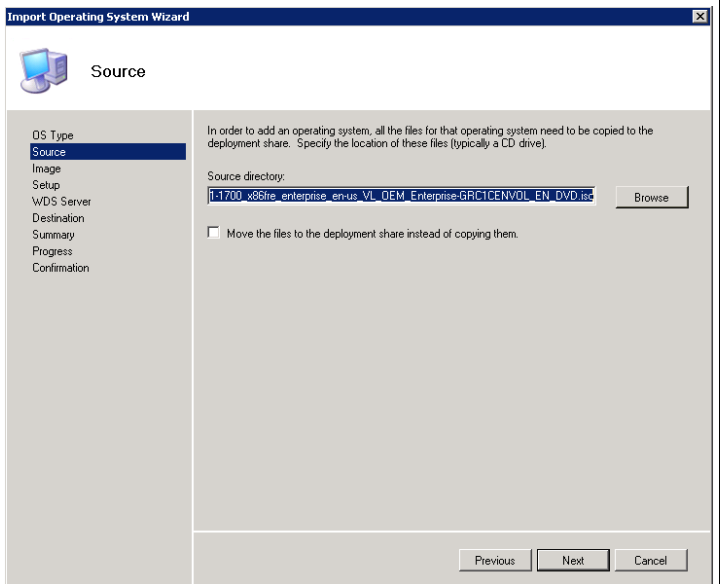 Import Operating System Wizard
Source
OS Type
Source
Image
Setup
WDS Server
Destination
Summary
Progress
Confirmation
In order to add an operating system, all the files for that operating system need to be copied to the
deployment share. Specify the location of these files (typically a CD drive).
Source directory:
1-1700_x86fre_enterprise_en-us_VL_OEM_Enterprise-GRC1CENVOL_EN_DVD.iso
Browse
Move the files to the deployment share instead of copying them.
Previous
Next
Cancel